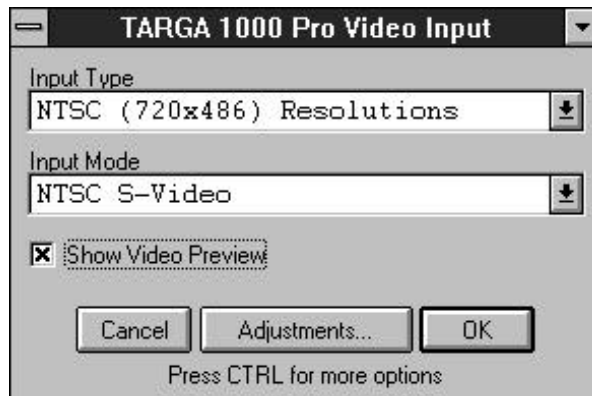 TARGA 1000 Pro Video Input
Input Type
NTSC (720x486) Resolutions
Input Mode
NTSC S-Video
Show Video Preview
Cancel Adjustments... OK
Press CTRL for more options